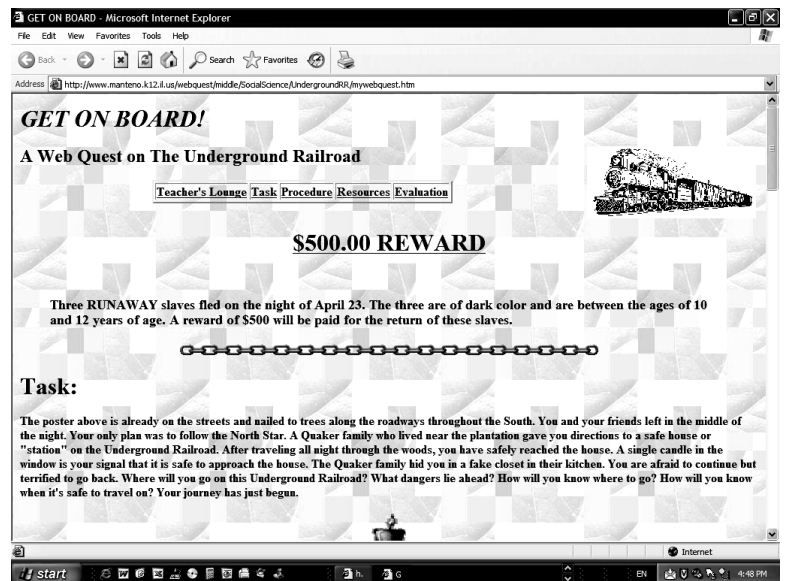 GET ON BOARD - Microsoft Internet Explorer
File Edit View Favorites Tools Help
Back Search Favorites
Address http://www.manteno.k12.il.us/webquest/middle/SocialScience/UndergroundRR/mywebquest.htm
GET ON BOARD!
A Web Quest on The Underground Railroad
Teacher's Lounge Task Procedure Resources Evaluation
$500.00 REWARD
Three RUNAWAY slaves fled on the night of April 23. The three are of dark color and are between the ages of 10
and 12 years of age. A reward of $500 will be paid for the return of these slaves.
Task:
The poster above is already on the streets and nailed to trees along the roadways throughout the South. You and your friends left in the middle of
the night. Your only plan was to follow the North Star. A Quaker family who lived near the plantation gave you directions to a safe house or
"station" on the Underground Railroad. After traveling all night through the woods, you have safely reached the house. A single candle in the
window is your signal that it is safe to approach the house. The Quaker family hid you in a fake closet in their kitchen. You are afraid to continue but
terrified to go back. Where will you go on this Underground Railroad? What dangers lie ahead? How will you know where to go? How will you know
when it's safe to travel on? Your journey has just begun.
Internet
start h. G EN 4:48 PM